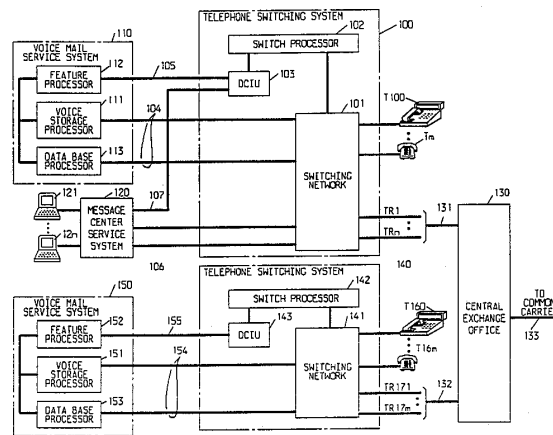 110
VOICE MAIL
SERVICE SYSTEM
112
FEATURE
PROCESSOR
111
VOICE
STORAGE
PROCESSOR
113
DATA BASE
PROCESSOR
105
104
107
TELEPHONE SWITCHING SYSTEM
102
100
SWITCH PROCESSOR
DCIU
103
101
SWITCHING
NETWORK
T100
Tm
TR1
TRm
131
130
121
12n
120
MESSAGE
CENTER
SERVICE
SYSTEM
106
CENTRAL
EXCHANGE
OFFICE
TO
COMMON
CARRIE
133
150
VOICE MAIL
SERVICE SYSTEM
152
FEATURE
PROCESSOR
151
VOICE
STORAGE
PROCESSOR
153
DATA BASE
PROCESSOR
155
154
TELEPHONE SWITCHING SYSTEM
142
140
SWITCH PROCESSOR
DCIU
143
141
SWITCHING
NETWORK
T160
T16m
TR171
TR17m
132